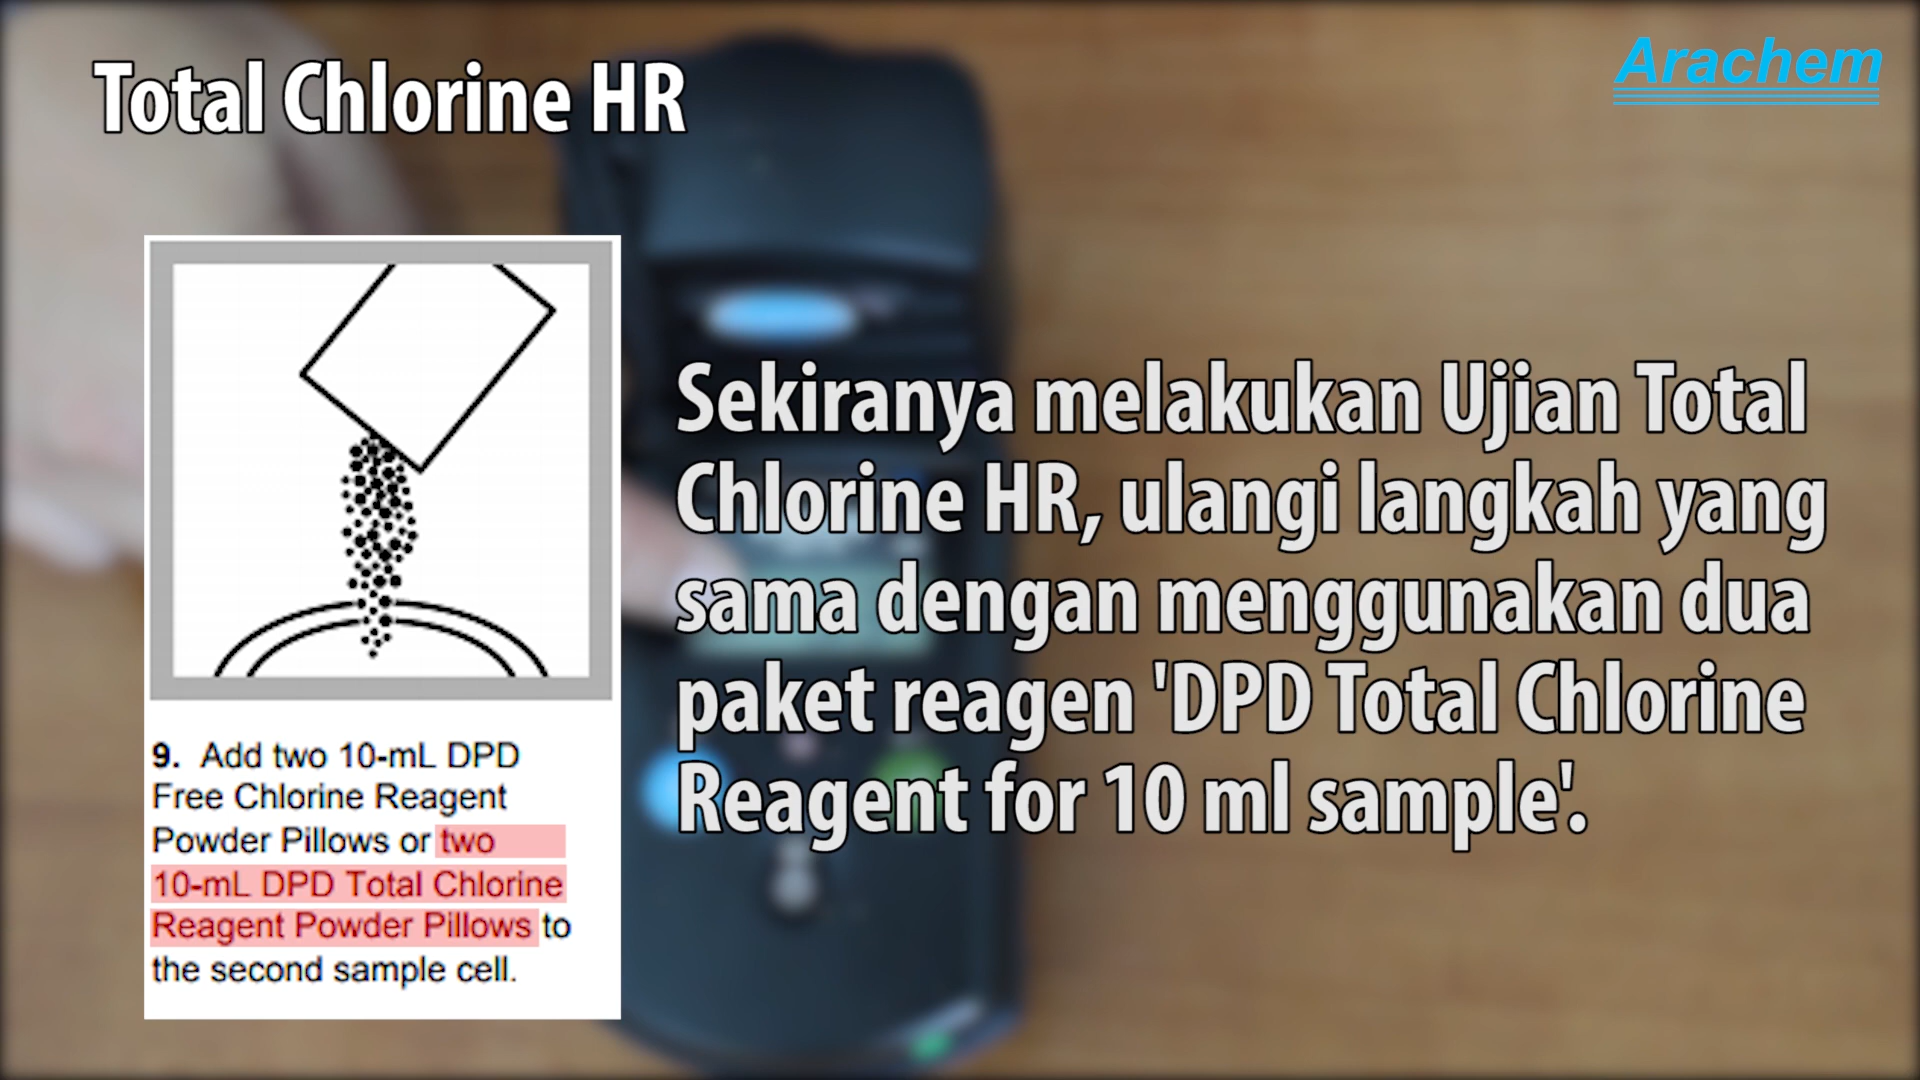 Total Chlorine HR
Arachem
9. Add two 10-mL DPD
Free Chlorine Reagent
Powder Pillows or two
10-mL DPD Total Chlorine
Reagent Powder Pillows to
the second sample cell.
Sekiranya melakukan Ujian Total
Chlorine HR, ulangi langkah yang
sama dengan menggunakan dua
paket reagen 'DPD Total Chlorine
Reagent for 10 ml sample'.